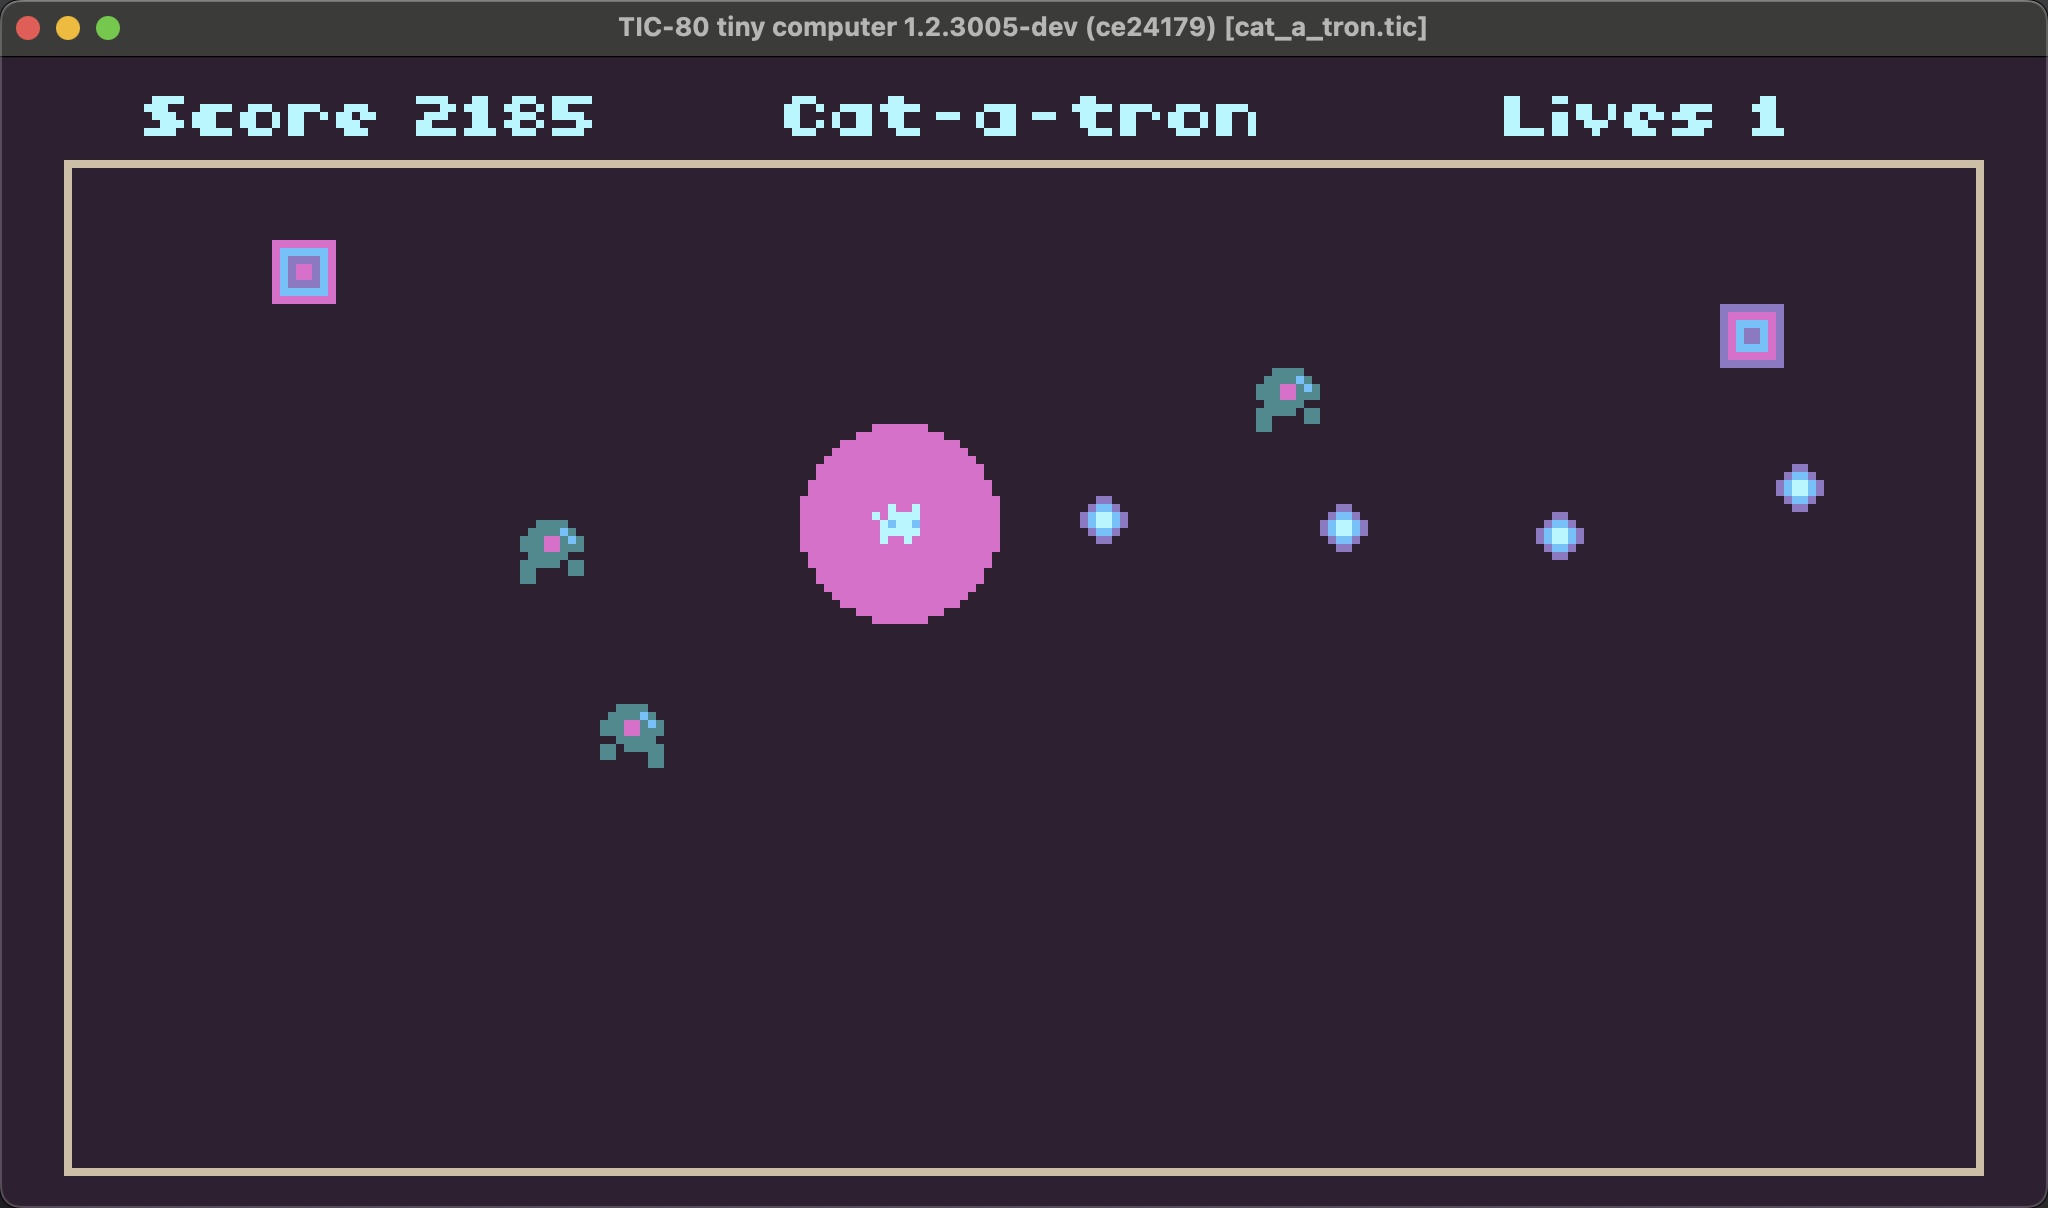 TIC-80 tiny computer 1.2.3005-dev (ce24179) [cat_a_tron.tic]
Score 2185 Cat-a-tron Lives 1